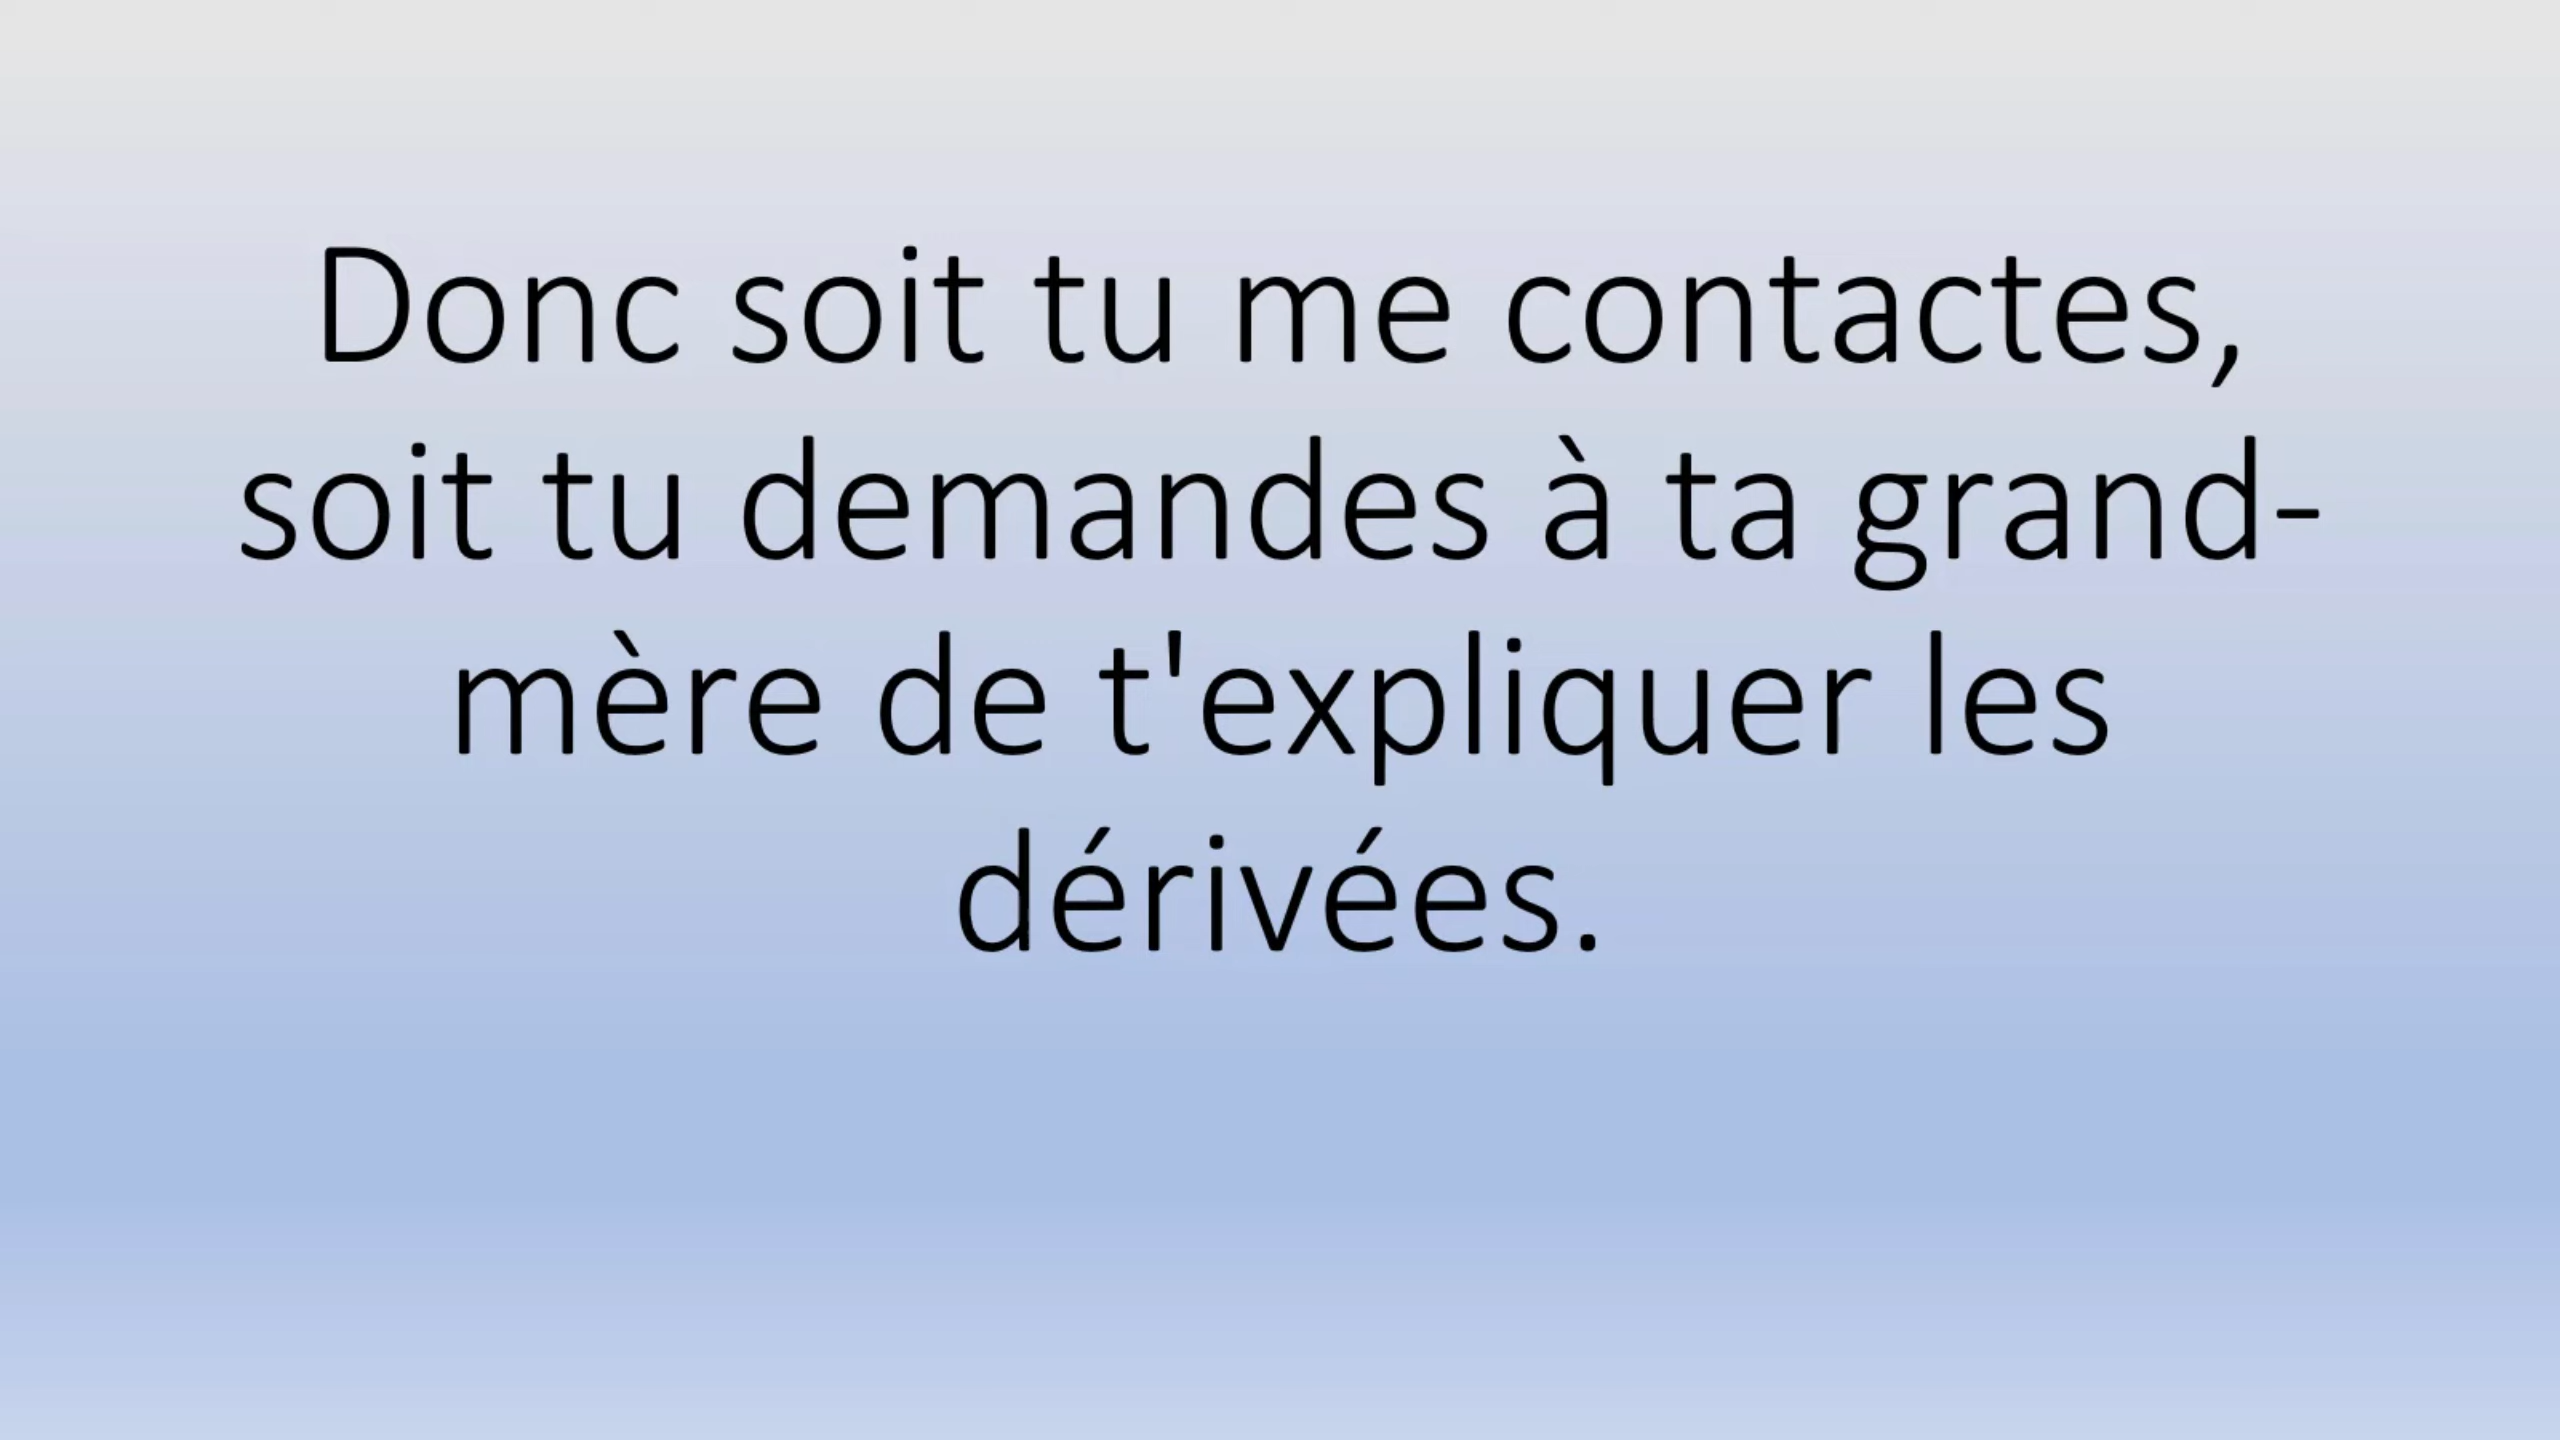 Donc soit tu me contactes,
soit tu demandes à ta grand-
mère de t'expliquer les
dérivées.